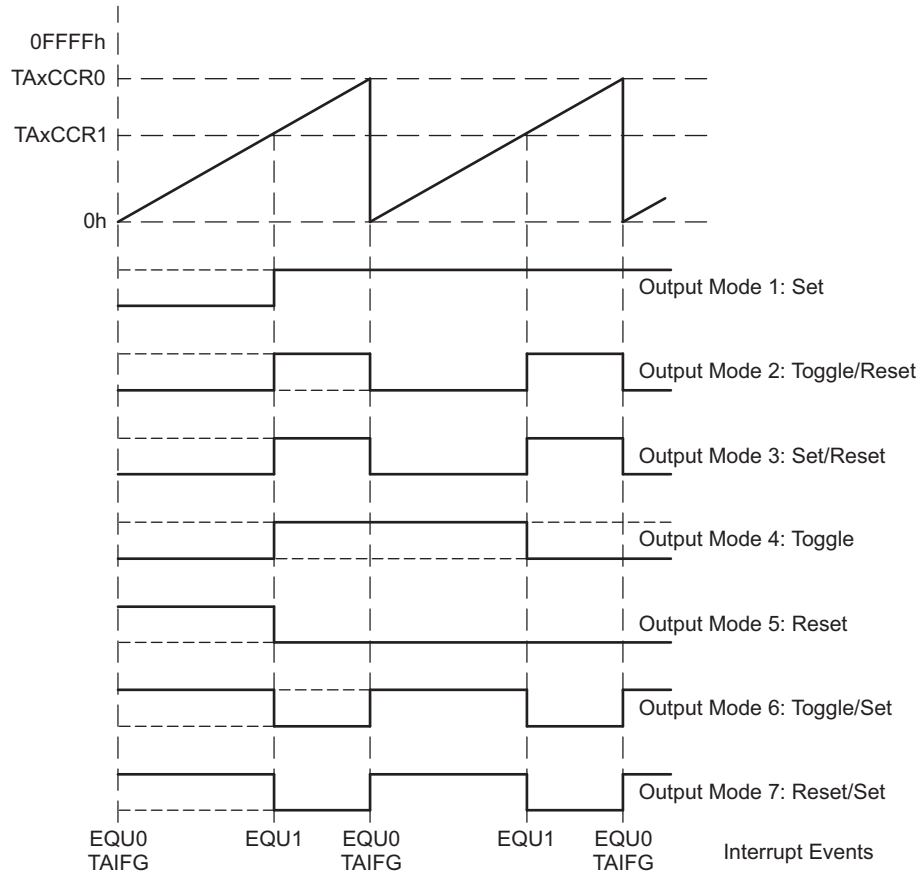 0FFFFh
TAxCCR0
TAxCCR1
0h
Output Mode 1: Set
Output Mode 2: Toggle/Reset
Output Mode 3: Set/Reset
Output Mode 4: Toggle
Output Mode 5: Reset
Output Mode 6: Toggle/Set
Output Mode 7: Reset/Set
EQU0 EQU1 EQU0 EQU1 EQU0
TAIFG TAIFG TAIFG
Interrupt Events